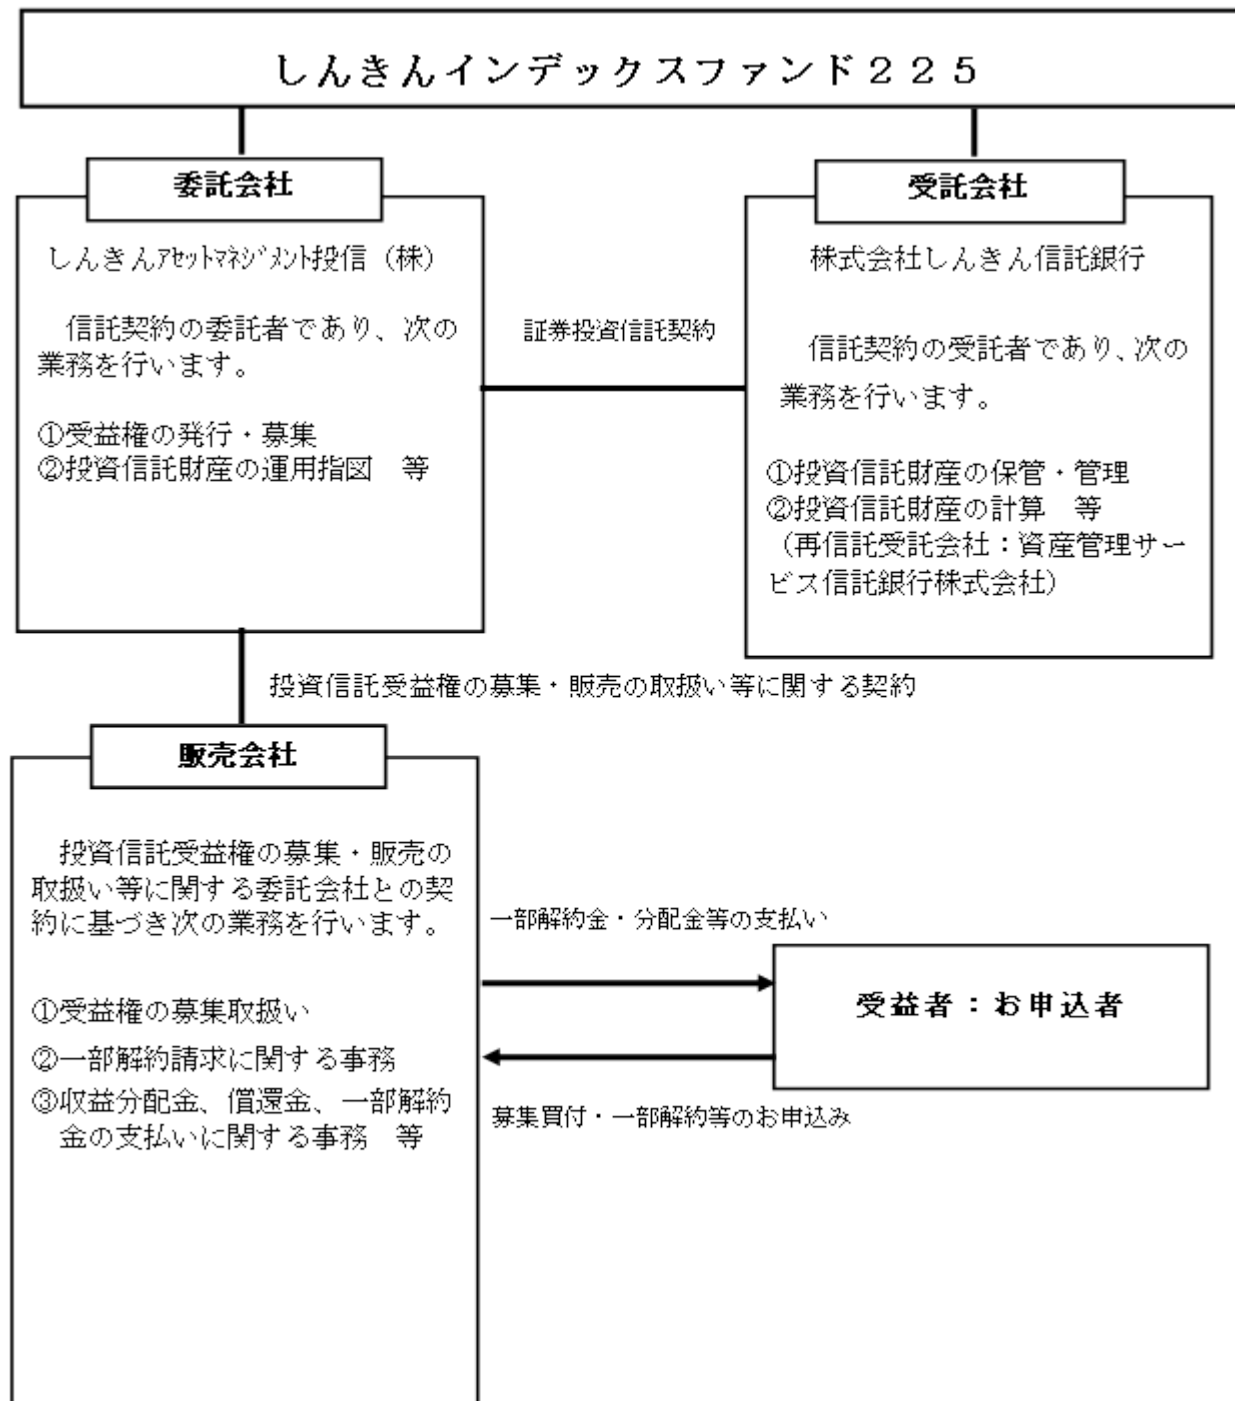 しんきんインデックスファンド２２５
委託会社
しんきんｱｾｯﾄﾏﾈｼﾞﾒﾝﾄ投信（株）
信託契約の委託者であり、次の
業務を行います。
①受益権の発行・募集
②投資信託財産の運用指図　等
証券投資信託契約
受託会社
株式会社しんきん信託銀行
信託契約の受託者であり、次の
業務を行います。
①投資信託財産の保管・管理
②投資信託財産の計算　等
（再信託受託会社：資産管理サー
ビス信託銀行株式会社）
投資信託受益権の募集・販売の取扱い等に関する契約
販売会社
投資信託受益権の募集・販売の
取扱い等に関する委託会社との契
約に基づき次の業務を行います。
①受益権の募集取扱い
②一部解約請求に関する事務
③収益分配金、償還金、一部解約
金の支払いに関する事務　等
一部解約金・分配金等の支払い
受益者：お申込者
募集買付・一部解約等のお申込み